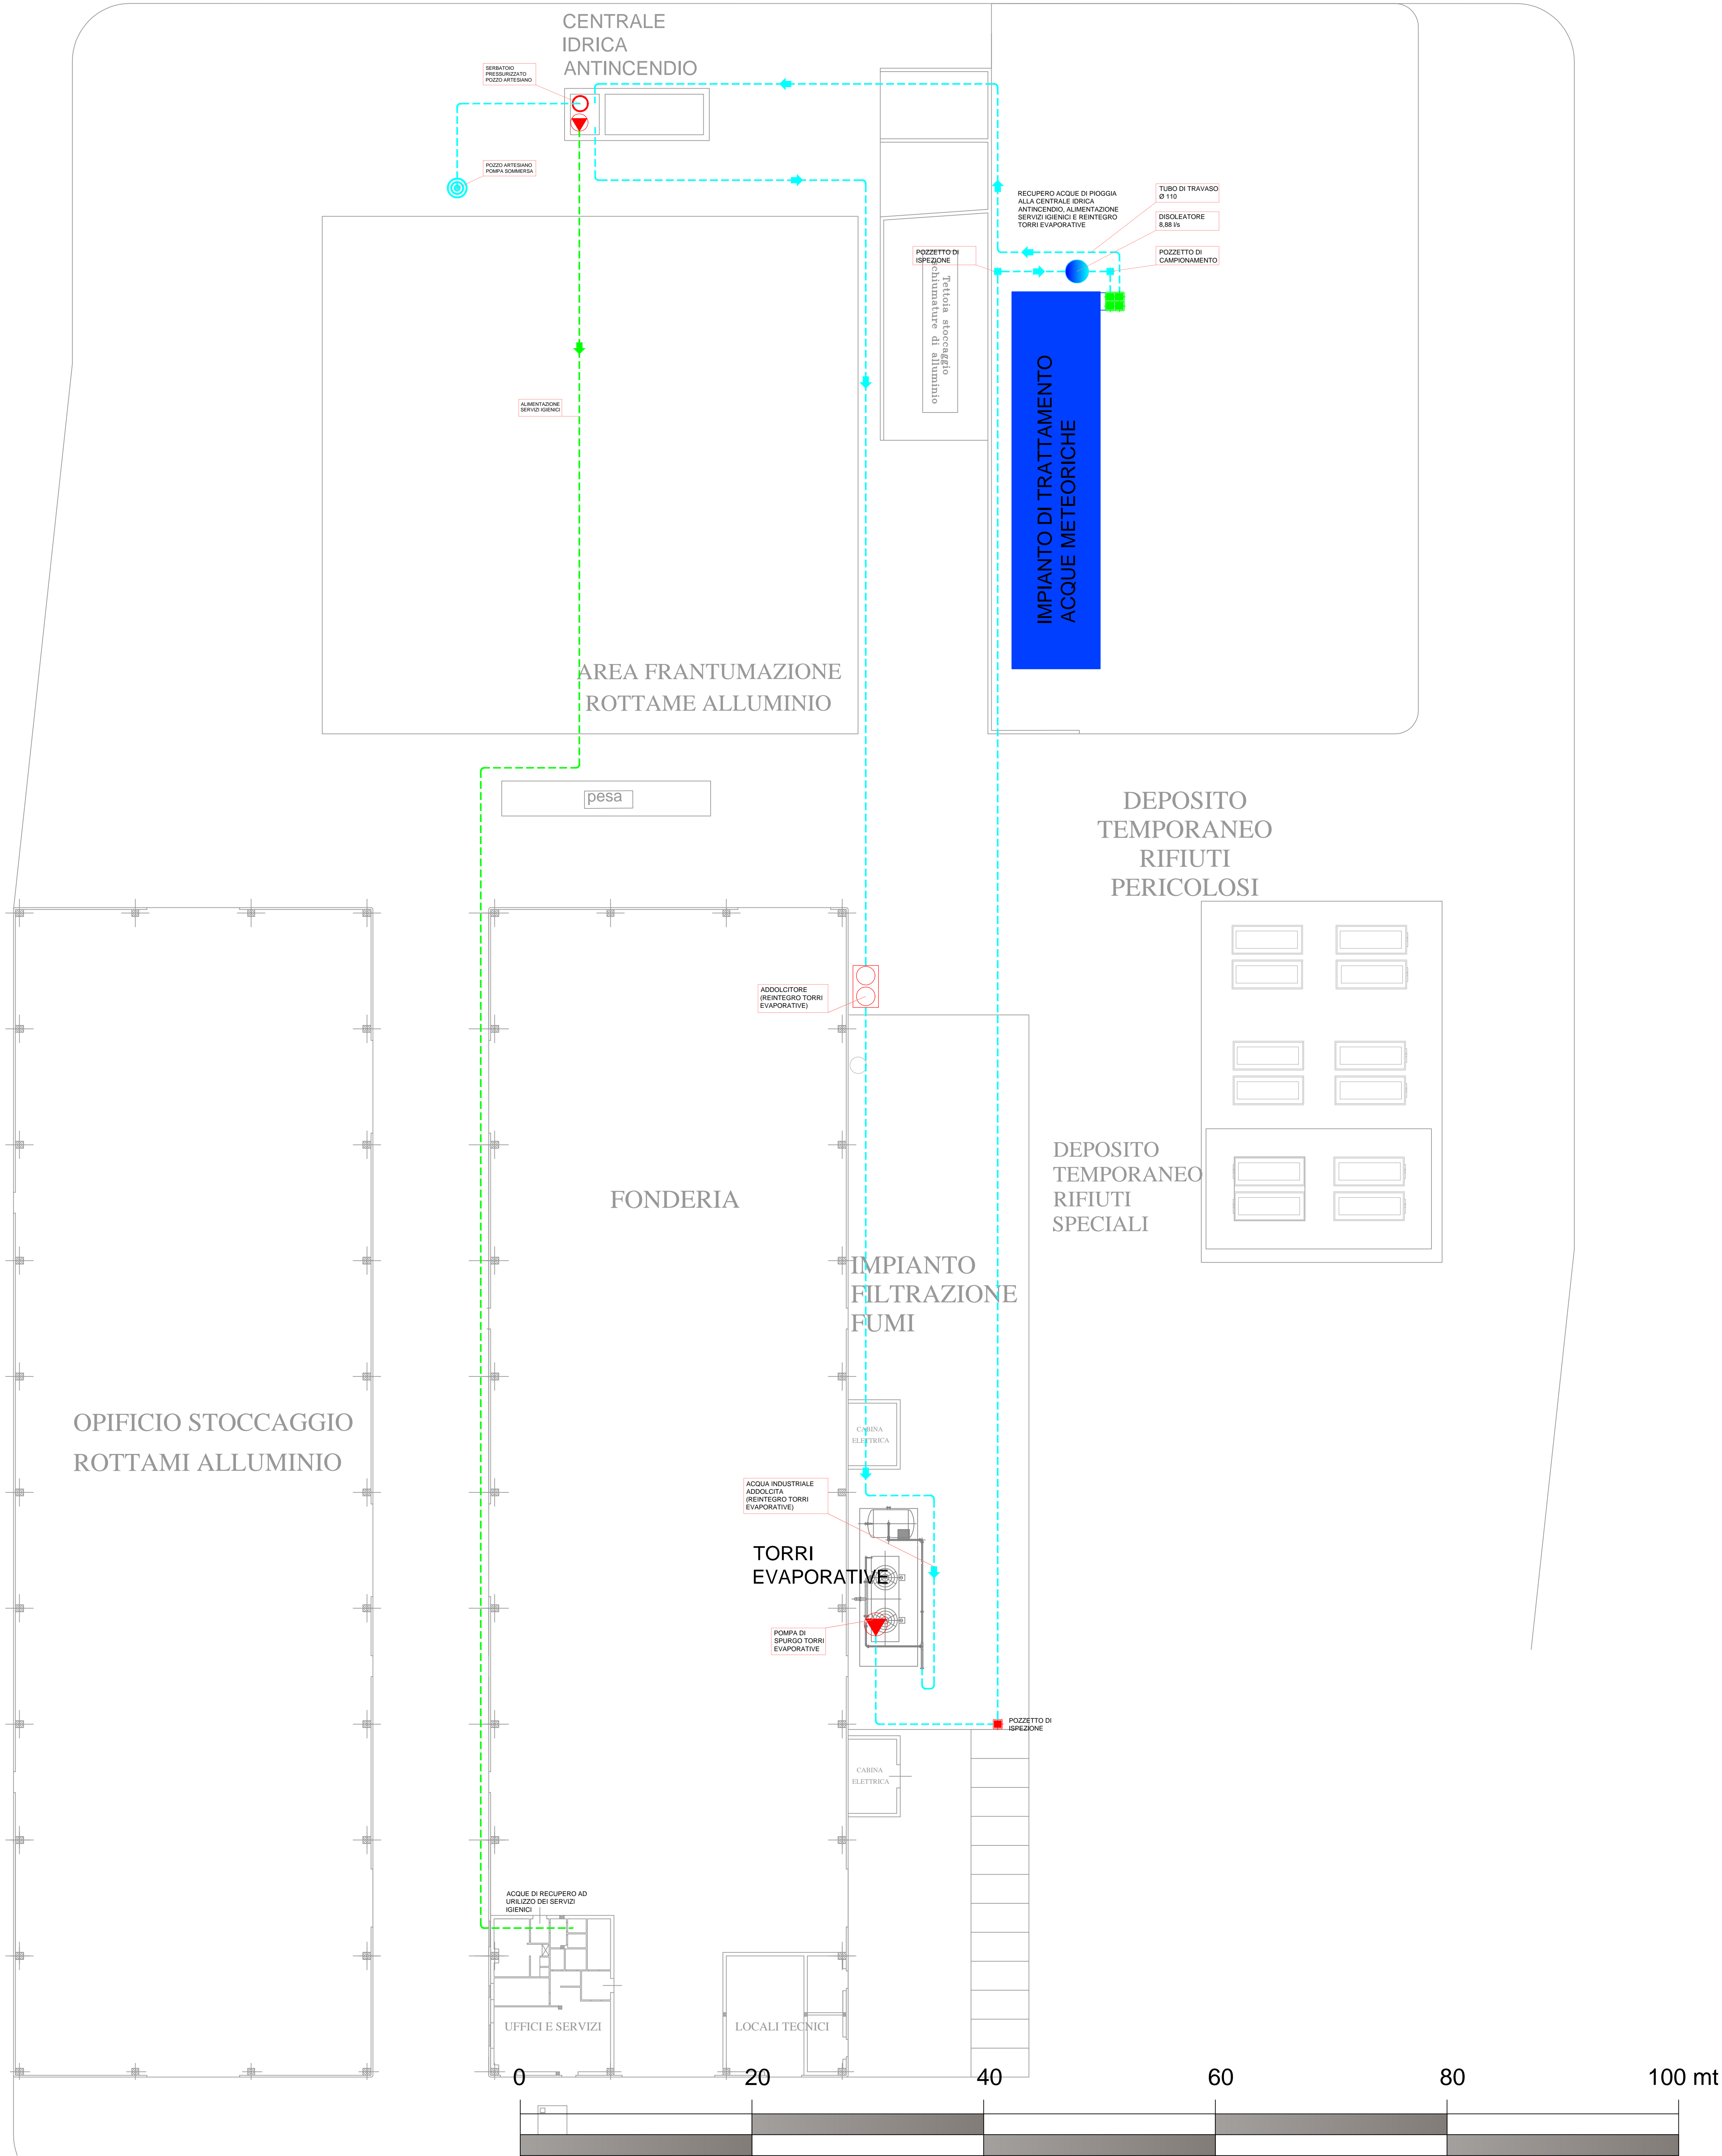 CENTRALE
IDRICA
ANTINCENDIO
SERBATOIO
PRESSURIZZATO
POZZO ARTESIANO
POZZO ARTESIANO
POMPA SOMMERSA
RECUPERO ACQUE DI PIOGGIA
ALLA CENTRALE IDRICA
ANTINCENDIO, ALIMENTAZIONE
SERVIZI IGIENICI E REINTEGRO
TORRI EVAPORATIVE
TUBO DI TRAVASO
Ø 110
DISOLEATORE
8,88 l/s
POZZETTO DI
CAMPIONAMENTO
POZZETTO DI
ISPEZIONE
Tettoia stoccaggio
schiumature di alluminio
IMPIANTO DI TRATTAMENTO
ACQUE METEORICHE
ALIMENTAZIONE
SERVIZI IGIENICI
AREA FRANTUMAZIONE
ROTTAME ALLUMINIO
pesa
DEPOSITO
TEMPORANEO
RIFIUTI
PERICOLOSI
ADDOLCITORE
(REINTEGRO TORRI
EVAPORATIVE)
DEPOSITO
TEMPORANEO
RIFIUTI
SPECIALI
FONDERIA
IMPIANTO
FILTRAZIONE
FUMI
OPIFICIO STOCCAGGIO
ROTTAMI ALLUMINIO
CABINA
ELETTRICA
ACQUA INDUSTRIALE
ADDOLCITA
(REINTEGRO TORRI
EVAPORATIVE)
TORRI
EVAPORATIVE
POMPA DI
SPURGO TORRI
EVAPORATIVE
POZZETTO DI
ISPEZIONE
CABINA
ELETTRICA
ACQUE DI RECUPERO AD
URILIZZO DEI SERVIZI
IGIENICI
UFFICI E SERVIZI
LOCALI TECNICI
0 20 40 60 80 100 mt